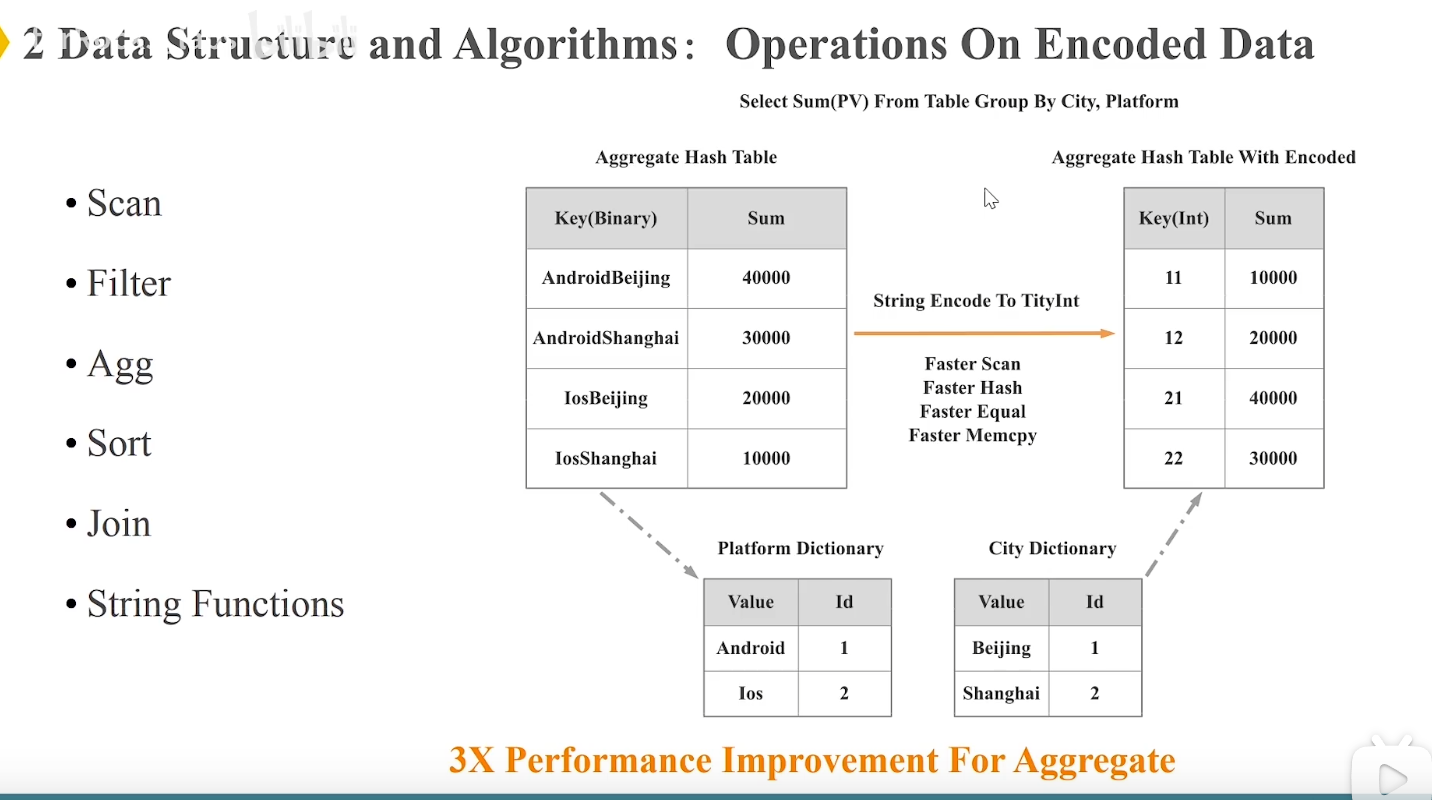 2 Data Structure and Algorithms: Operations On Encoded Data
Select Sum(PV) From Table Group By City, Platform
• Scan
• Filter
• Agg
• Sort
• Join
• String Functions
Aggregate Hash Table
Key(Binary) Sum
AndroidBeijing 40000
AndroidShanghai 30000
IosBeijing 20000
IosShanghai 10000
String Encode To TityInt
Faster Scan
Faster Hash
Faster Equal
Faster Memcpy
Aggregate Hash Table With Encoded
Key(Int) Sum
11 10000
12 20000
21 40000
22 30000
Platform Dictionary
Value Id
Android 1
Ios 2
City Dictionary
Value Id
Beijing 1
Shanghai 2
3X Performance Improvement For Aggregate